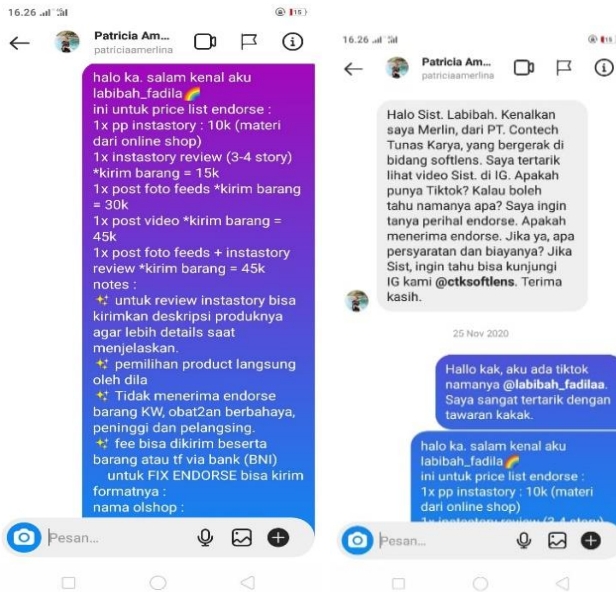 16.26
15
Patricia Am...
patriciaamerlina
halo ka. salam kenal aku
labibah_fadila🌈
ini untuk price list endorse :
1x pp instastory : 10k (materi
dari online shop)
1x instastory review (3-4 story)
*kirim barang = 15k
1x post foto feeds *kirim barang
= 30k
1x post video *kirim barang =
45k
1x post foto feeds + instastory
review *kirim barang = 45k
notes :
✨ untuk review instastory bisa
kirimkan deskripsi produknya
agar lebih details saat
menjelaskan.
✨ pemilihan product langsung
oleh dila
✨ Tidak menerima endorse
barang KW, obat2an berbahaya,
peninggi dan pelangsing.
✨ fee bisa dikirim beserta
barang atau tf via bank (BNI)
untuk FIX ENDORSE bisa kirim
formatnya :
nama olshop :
Pesan...
16.26
Patricia Am...
patriciaamerlina
Halo Sist. Labibah. Kenalkan
saya Merlin, dari PT. Contech
Tunas Karya, yang bergerak di
bidang softlens. Saya tertarik
lihat video Sist. di IG. Apakah
punya Tiktok? Kalau boleh
tahu namanya apa? Saya ingin
tanya perihal endorse. Apakah
menerima endorse. Jika ya, apa
persyaratan dan biayanya? Jika
Sist, ingin tahu bisa kunjungi
IG kami @ctksoftlens. Terima
kasih.
25 Nov 2020
Hallo kak, aku ada tiktok
namanya @labibah_fadilaa.
Saya sangat tertarik dengan
tawaran kakak.
halo ka. salam kenal aku
labibah_fadila🌈
ini untuk price list endorse :
1x pp instastory : 10k (materi
dari online shop)
1x instastory review (3-4 story)
Pesan...